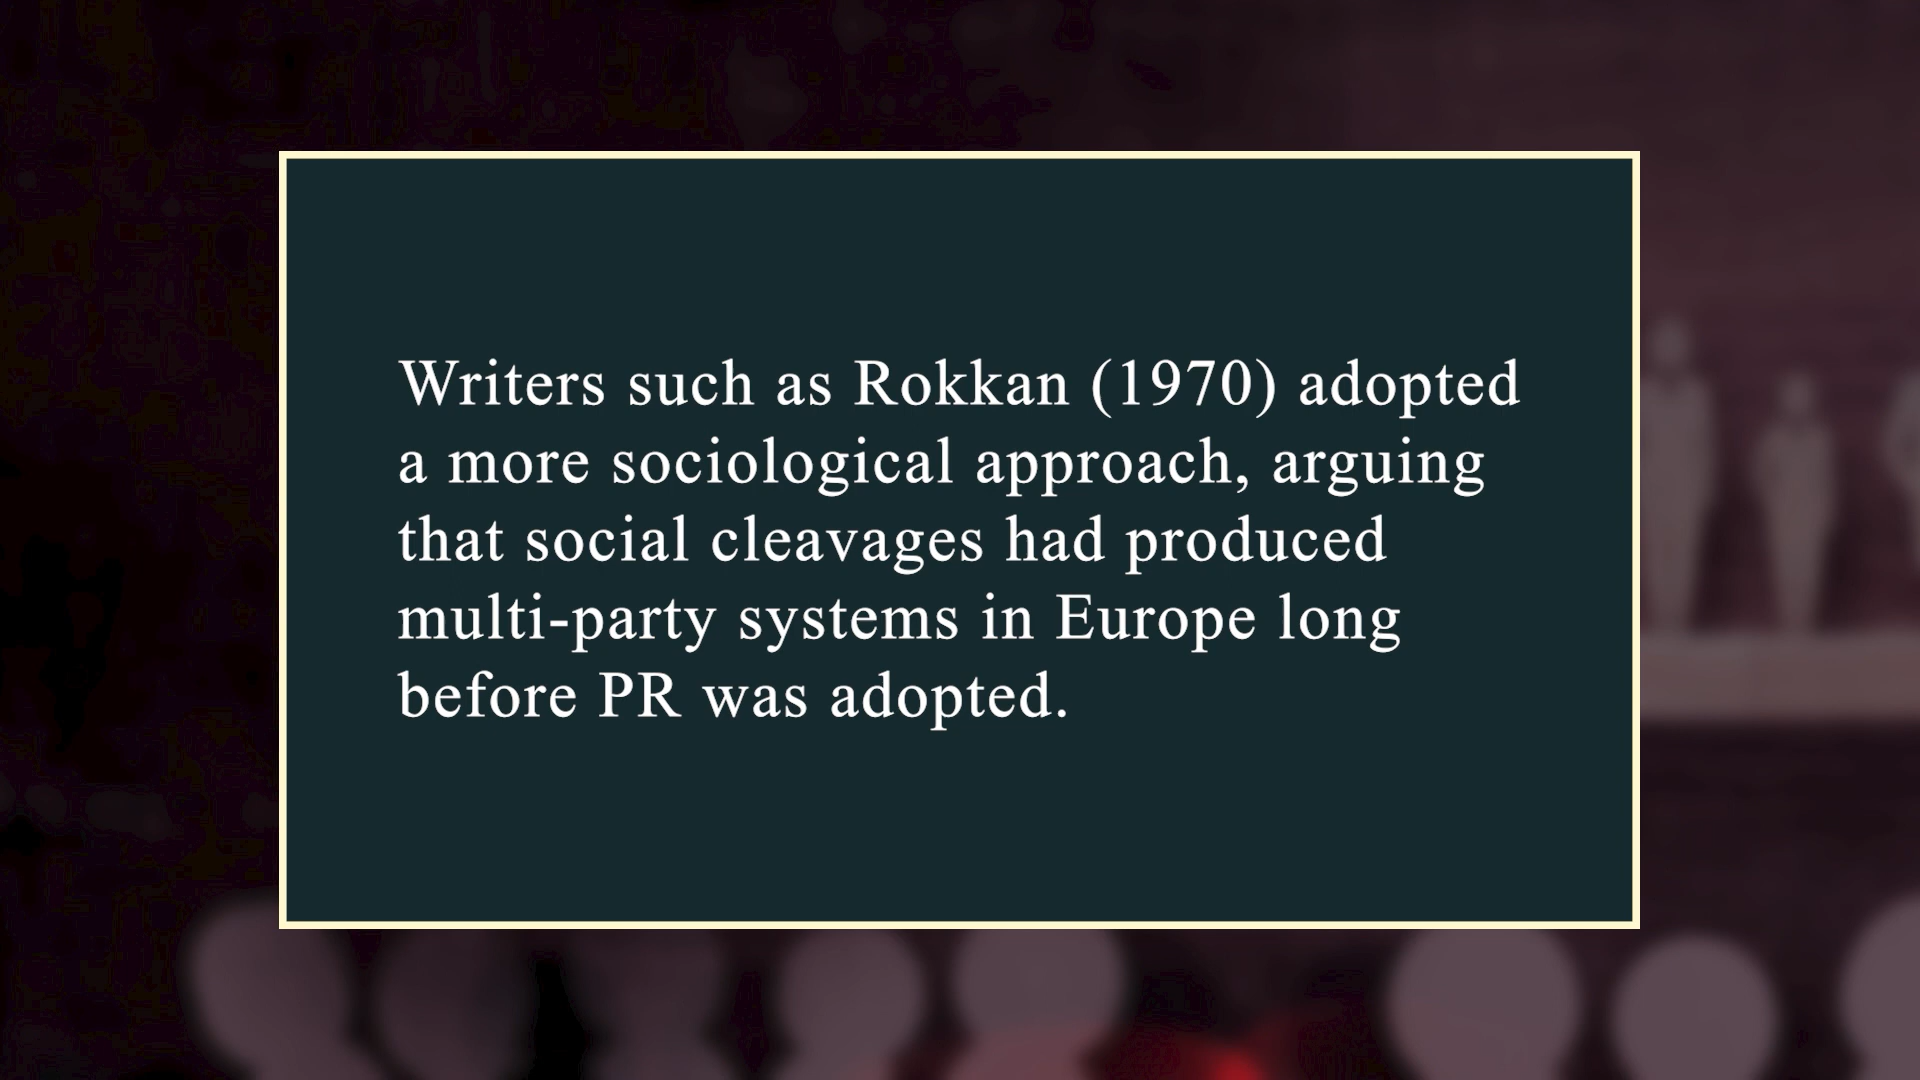 Writers such as Rokkan (1970) adopted
a more sociological approach, arguing
that social cleavages had produced
multi-party systems in Europe long
before PR was adopted.